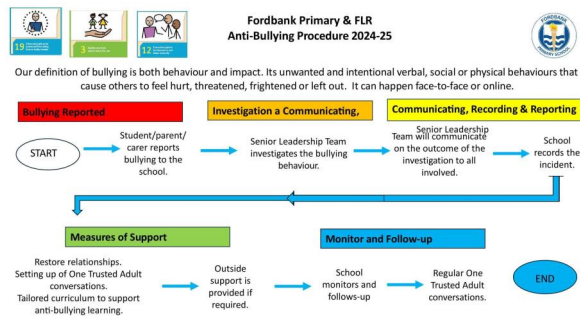 Fordbank Primary & FLR
Anti-Bullying Procedure 2024-25
19
3
12
FORDBANK
PRIMARY SCHOOL
Our definition of bullying is both behaviour and impact. Its unwanted and intentional verbal, social or physical behaviours that
cause others to feel hurt, threatened, frightened or left out. It can happen face-to-face or online.
Bullying Reported
START
Student/parent/
carer reports
bullying to the
school.
Investigation a Communicating,
Senior Leadership Team
investigates the bullying
behaviour.
Communicating, Recording & Reporting
Senior Leadership
Team will communicate
on the outcome of the
investigation to all
involved.
School
records the
incident.
Measures of Support
Restore relationships.
Setting up of One Trusted Adult
conversations.
Tailored curriculum to support
anti-bullying learning.
Outside
support is
provided if
required.
Monitor and Follow-up
School
monitors and
follows-up
Regular One
Trusted Adult
conversations.
END